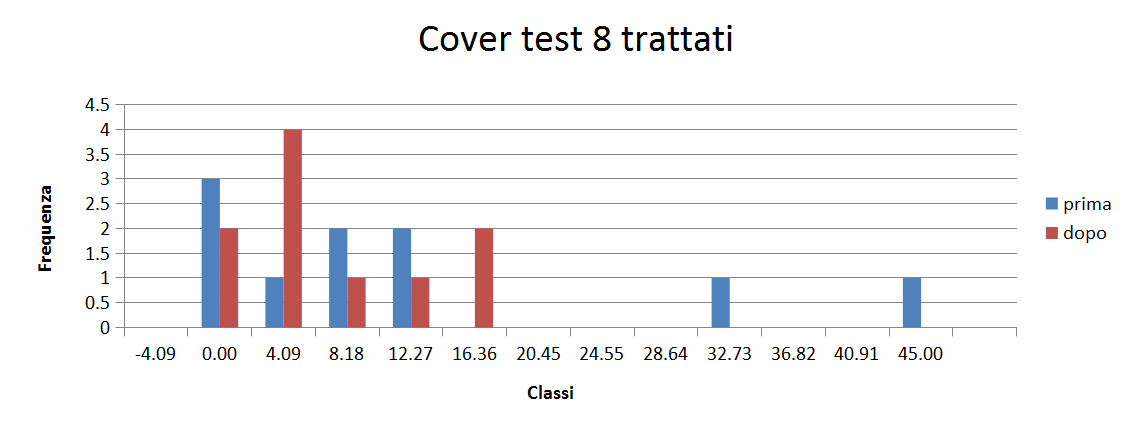 Cover test 8 trattati
4.5
4
3.5
3
2.5
2
1.5
1
0.5
0
Frequenza
-4.09 0.00 4.09 8.18 12.27 16.36 20.45 24.55 28.64 32.73 36.82 40.91 45.00
Classi
prima
dopo